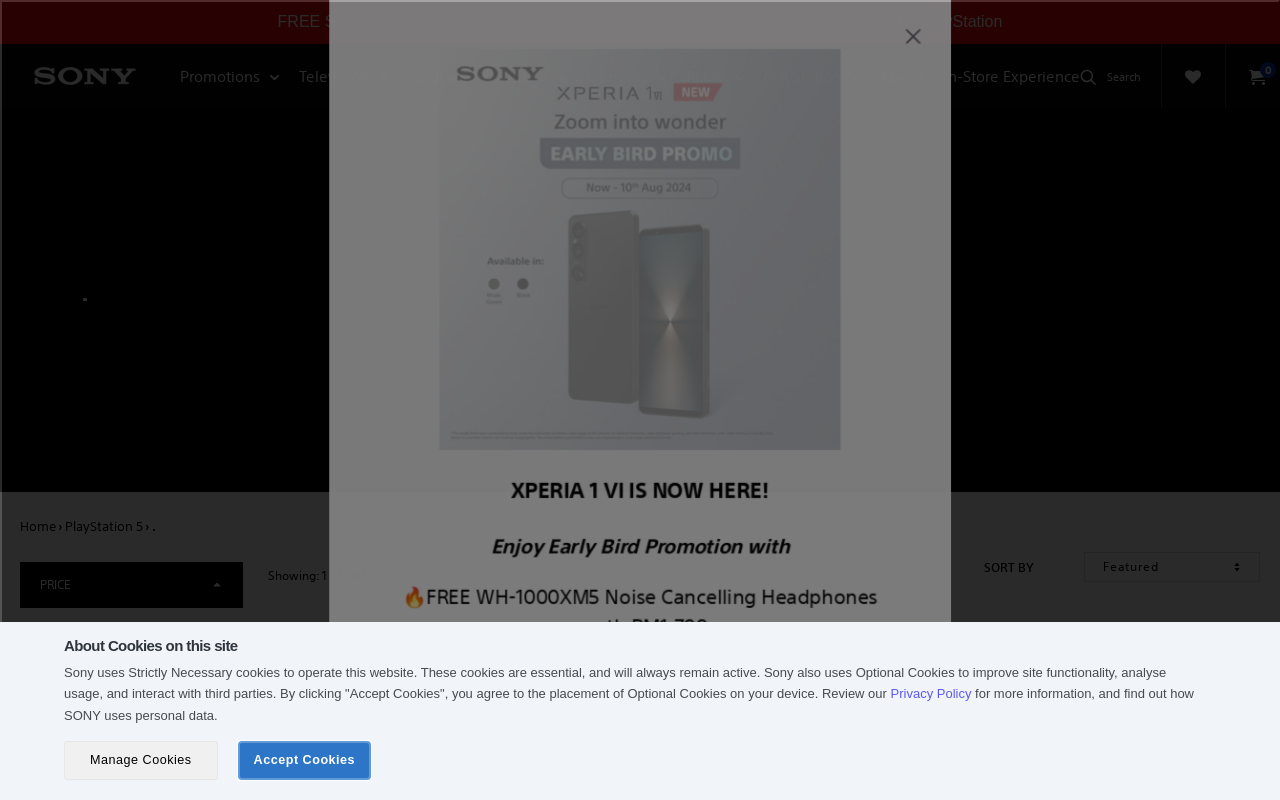 FREE
Station
SONY
Promotions
In-Store Experience
Search
0
SONY
XPERIA 1 VI NEW
Zoom into wonder
EARLY BIRD PROMO
Now - 10th Aug 2024
Available in:
Black
Home › PlayStation 5 › .
PRICE
Showing: 1
SORT BY
Featured
XPERIA 1 VI IS NOW HERE!
Enjoy Early Bird Promotion with
🔥FREE WH-1000XM5 Noise Cancelling Headphones
About Cookies on this site
Sony uses Strictly Necessary cookies to operate this website. These cookies are essential, and will always remain active. Sony also uses Optional Cookies to improve site functionality, analyse
usage, and interact with third parties. By clicking "Accept Cookies", you agree to the placement of Optional Cookies on your device. Review our Privacy Policy for more information, and find out how
SONY uses personal data.
Manage Cookies
Accept Cookies